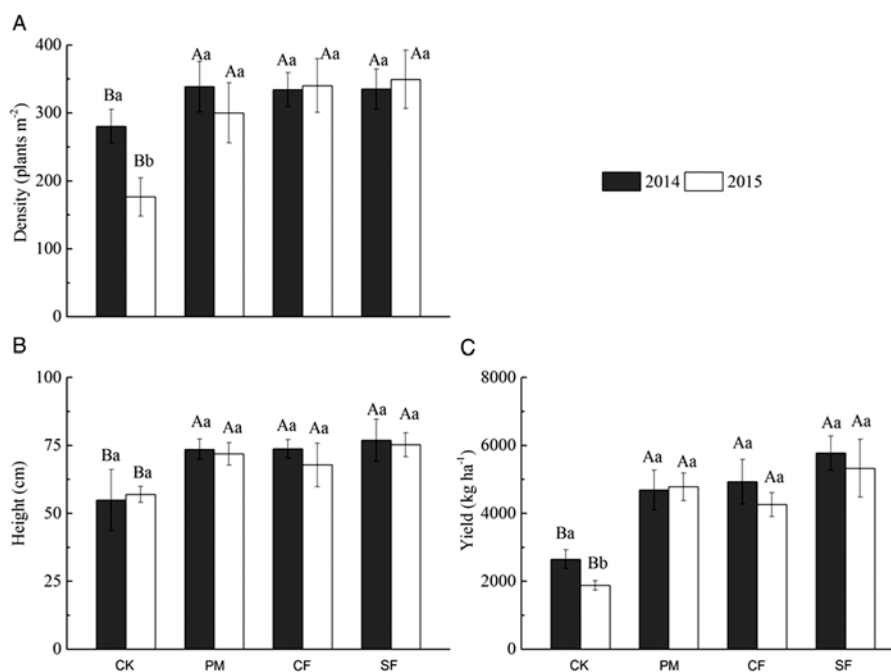 A
Density (plants m⁻²)
400
300
200
100
0
Ba
Bb
Aa
Aa
Aa
Aa
Aa
Aa
2014
2015
B
Height (cm)
100
75
50
25
0
Ba
Ba
Aa
Aa
Aa
Aa
Aa
Aa
CK
PM
CF
SF
C
Yield (kg ha⁻¹)
8000
6000
4000
2000
0
Ba
Bb
Aa
Aa
Aa
Aa
Aa
Aa
CK
PM
CF
SF